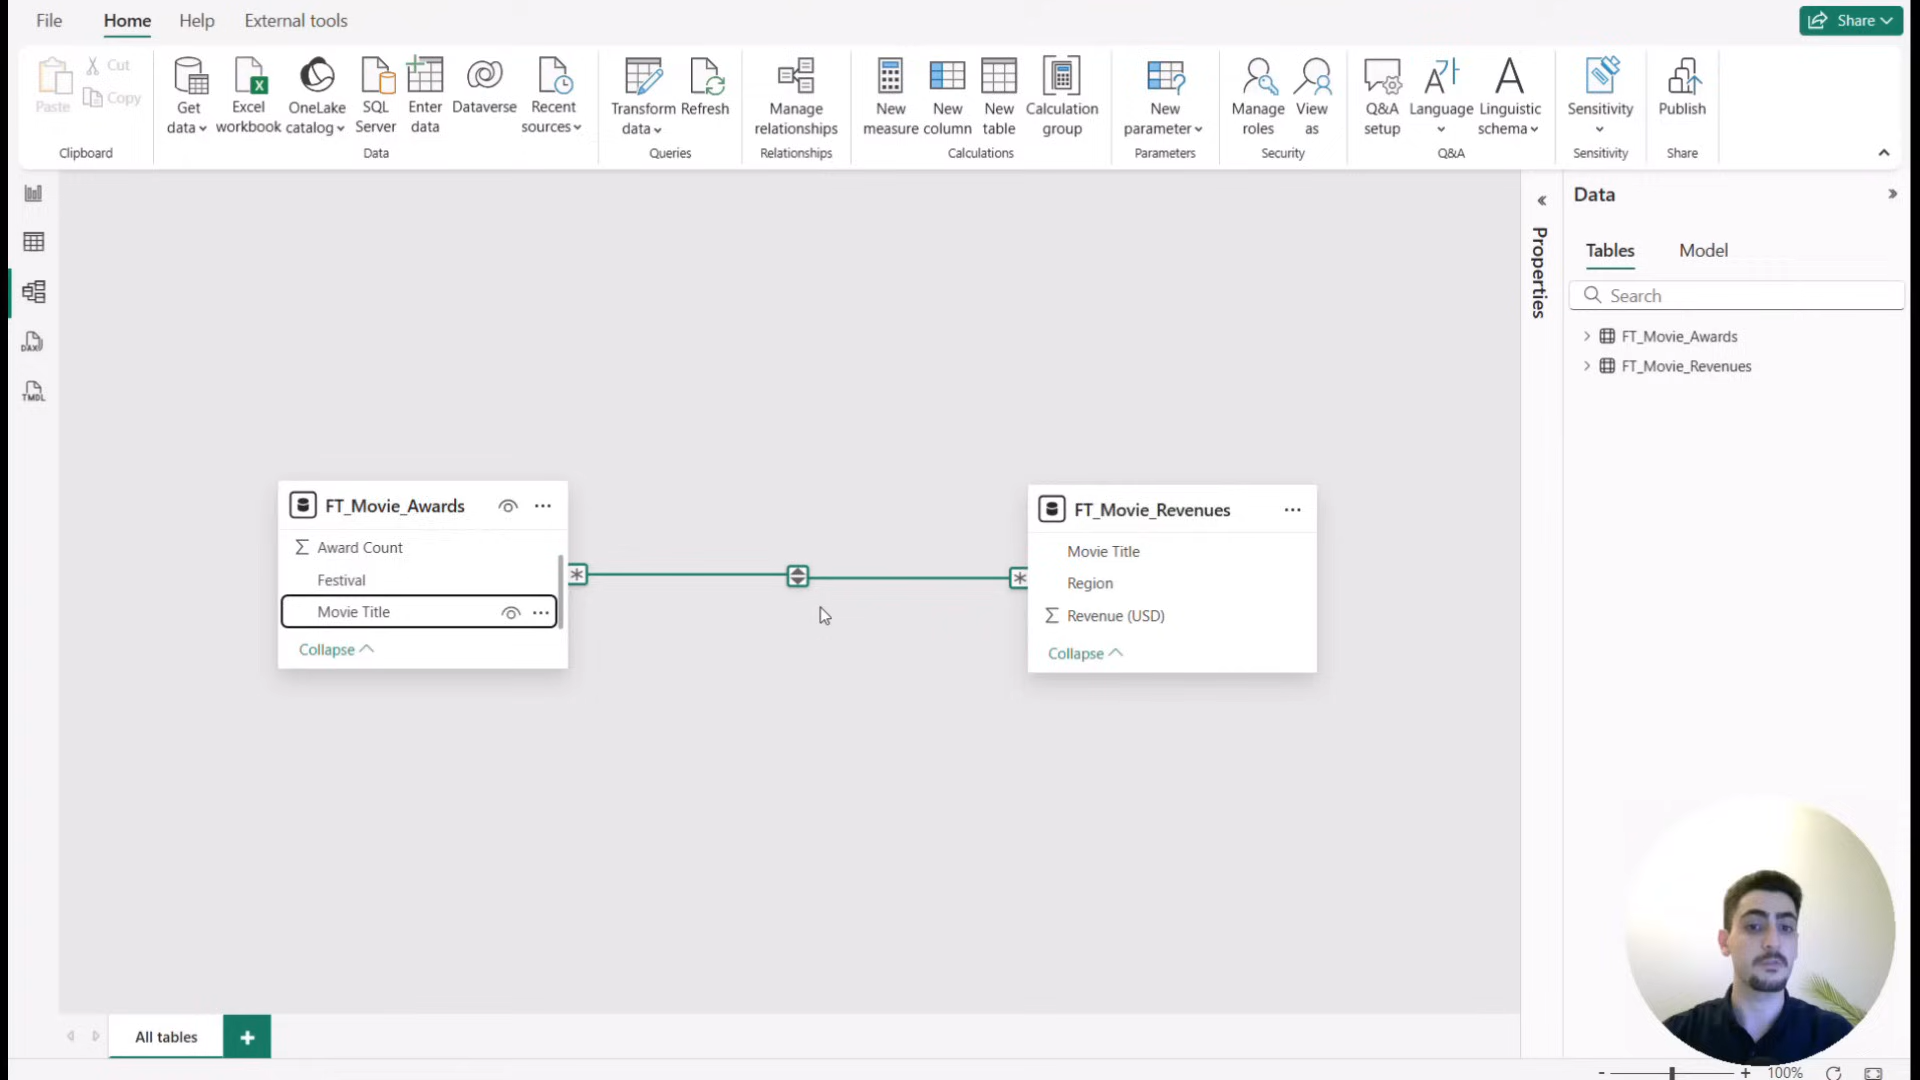 File Home Help External tools Share
Paste Cut Copy
Get data
Excel workbook
OneLake catalog
SQL Server
Enter data
Dataverse
Recent sources
Transform data
Refresh
Manage relationships
New measure
New column
New table
Calculation group
New parameter
Manage roles
View as
Q&A setup
Language
Linguistic schema
Sensitivity
Publish
Clipboard Data Queries Relationships Calculations Parameters Security Q&A Sensitivity Share
DAX
TMDL
FT_Movie_Awards
Award Count
Festival
Movie Title
Collapse
FT_Movie_Revenues
Movie Title
Region
Revenue (USD)
Collapse
Properties
Data
Tables Model
Search
FT_Movie_Awards
FT_Movie_Revenues
All tables
100%